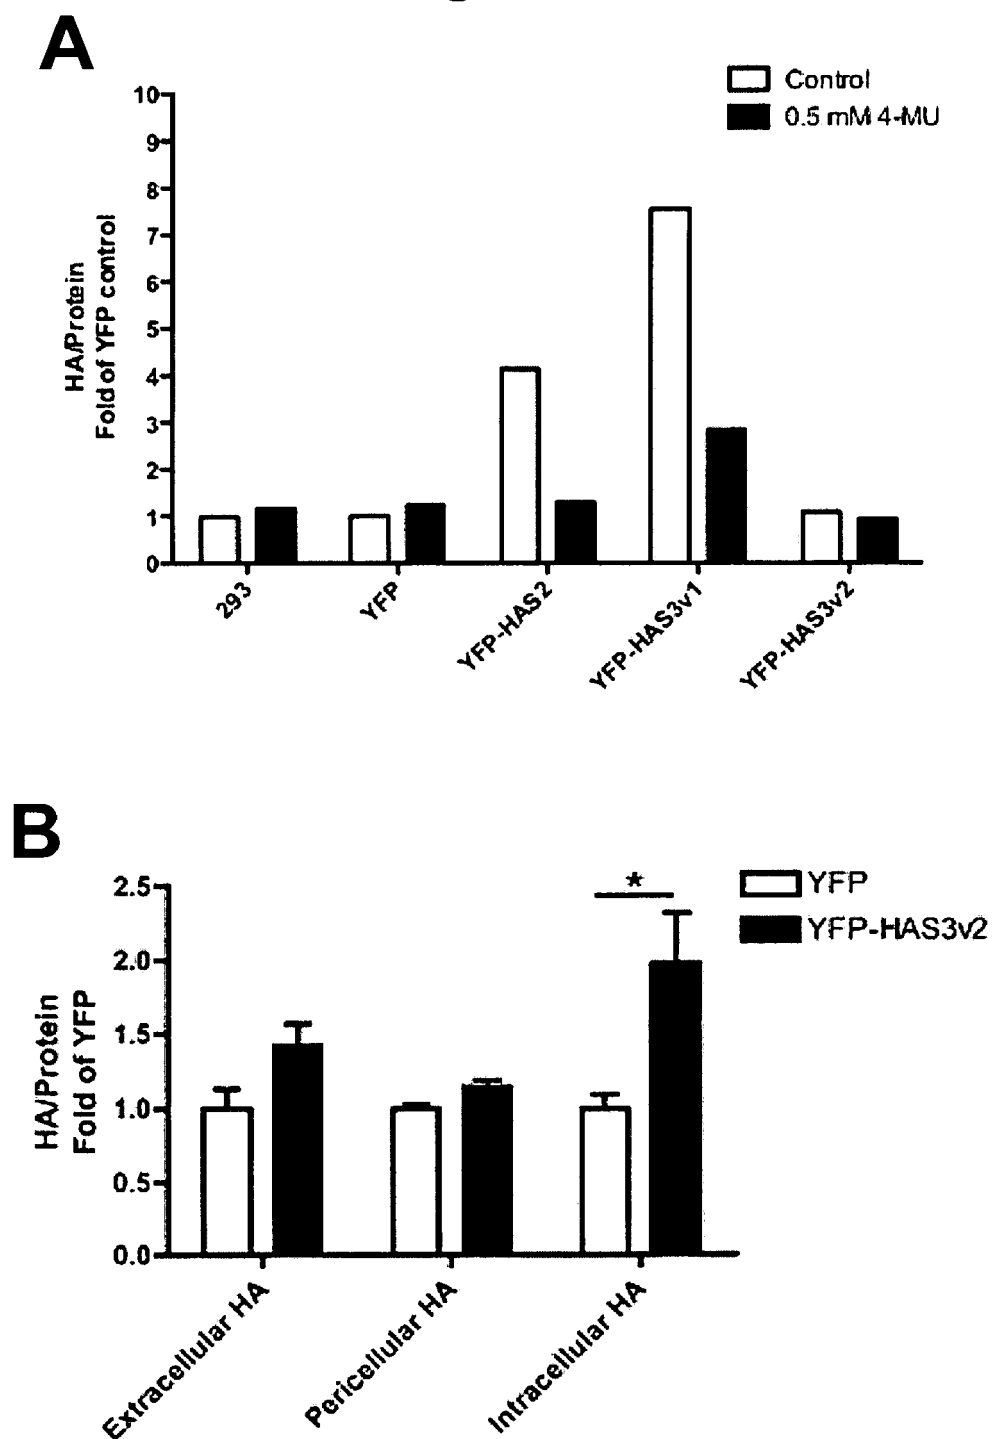 A
Control
0.5 mM 4-MU
10
9
8
7
6
5
4
3
2
1
0
HA/Protein
Fold of YFP control
293
YFP
YFP-HAS2
YFP-HAS3v1
YFP-HAS3v2
B
*
YFP
YFP-HAS3v2
2.5
2.0
1.5
1.0
0.5
0.0
HA/Protein
Fold of YFP
Extracellular HA
Pericellular HA
Intracellular HA